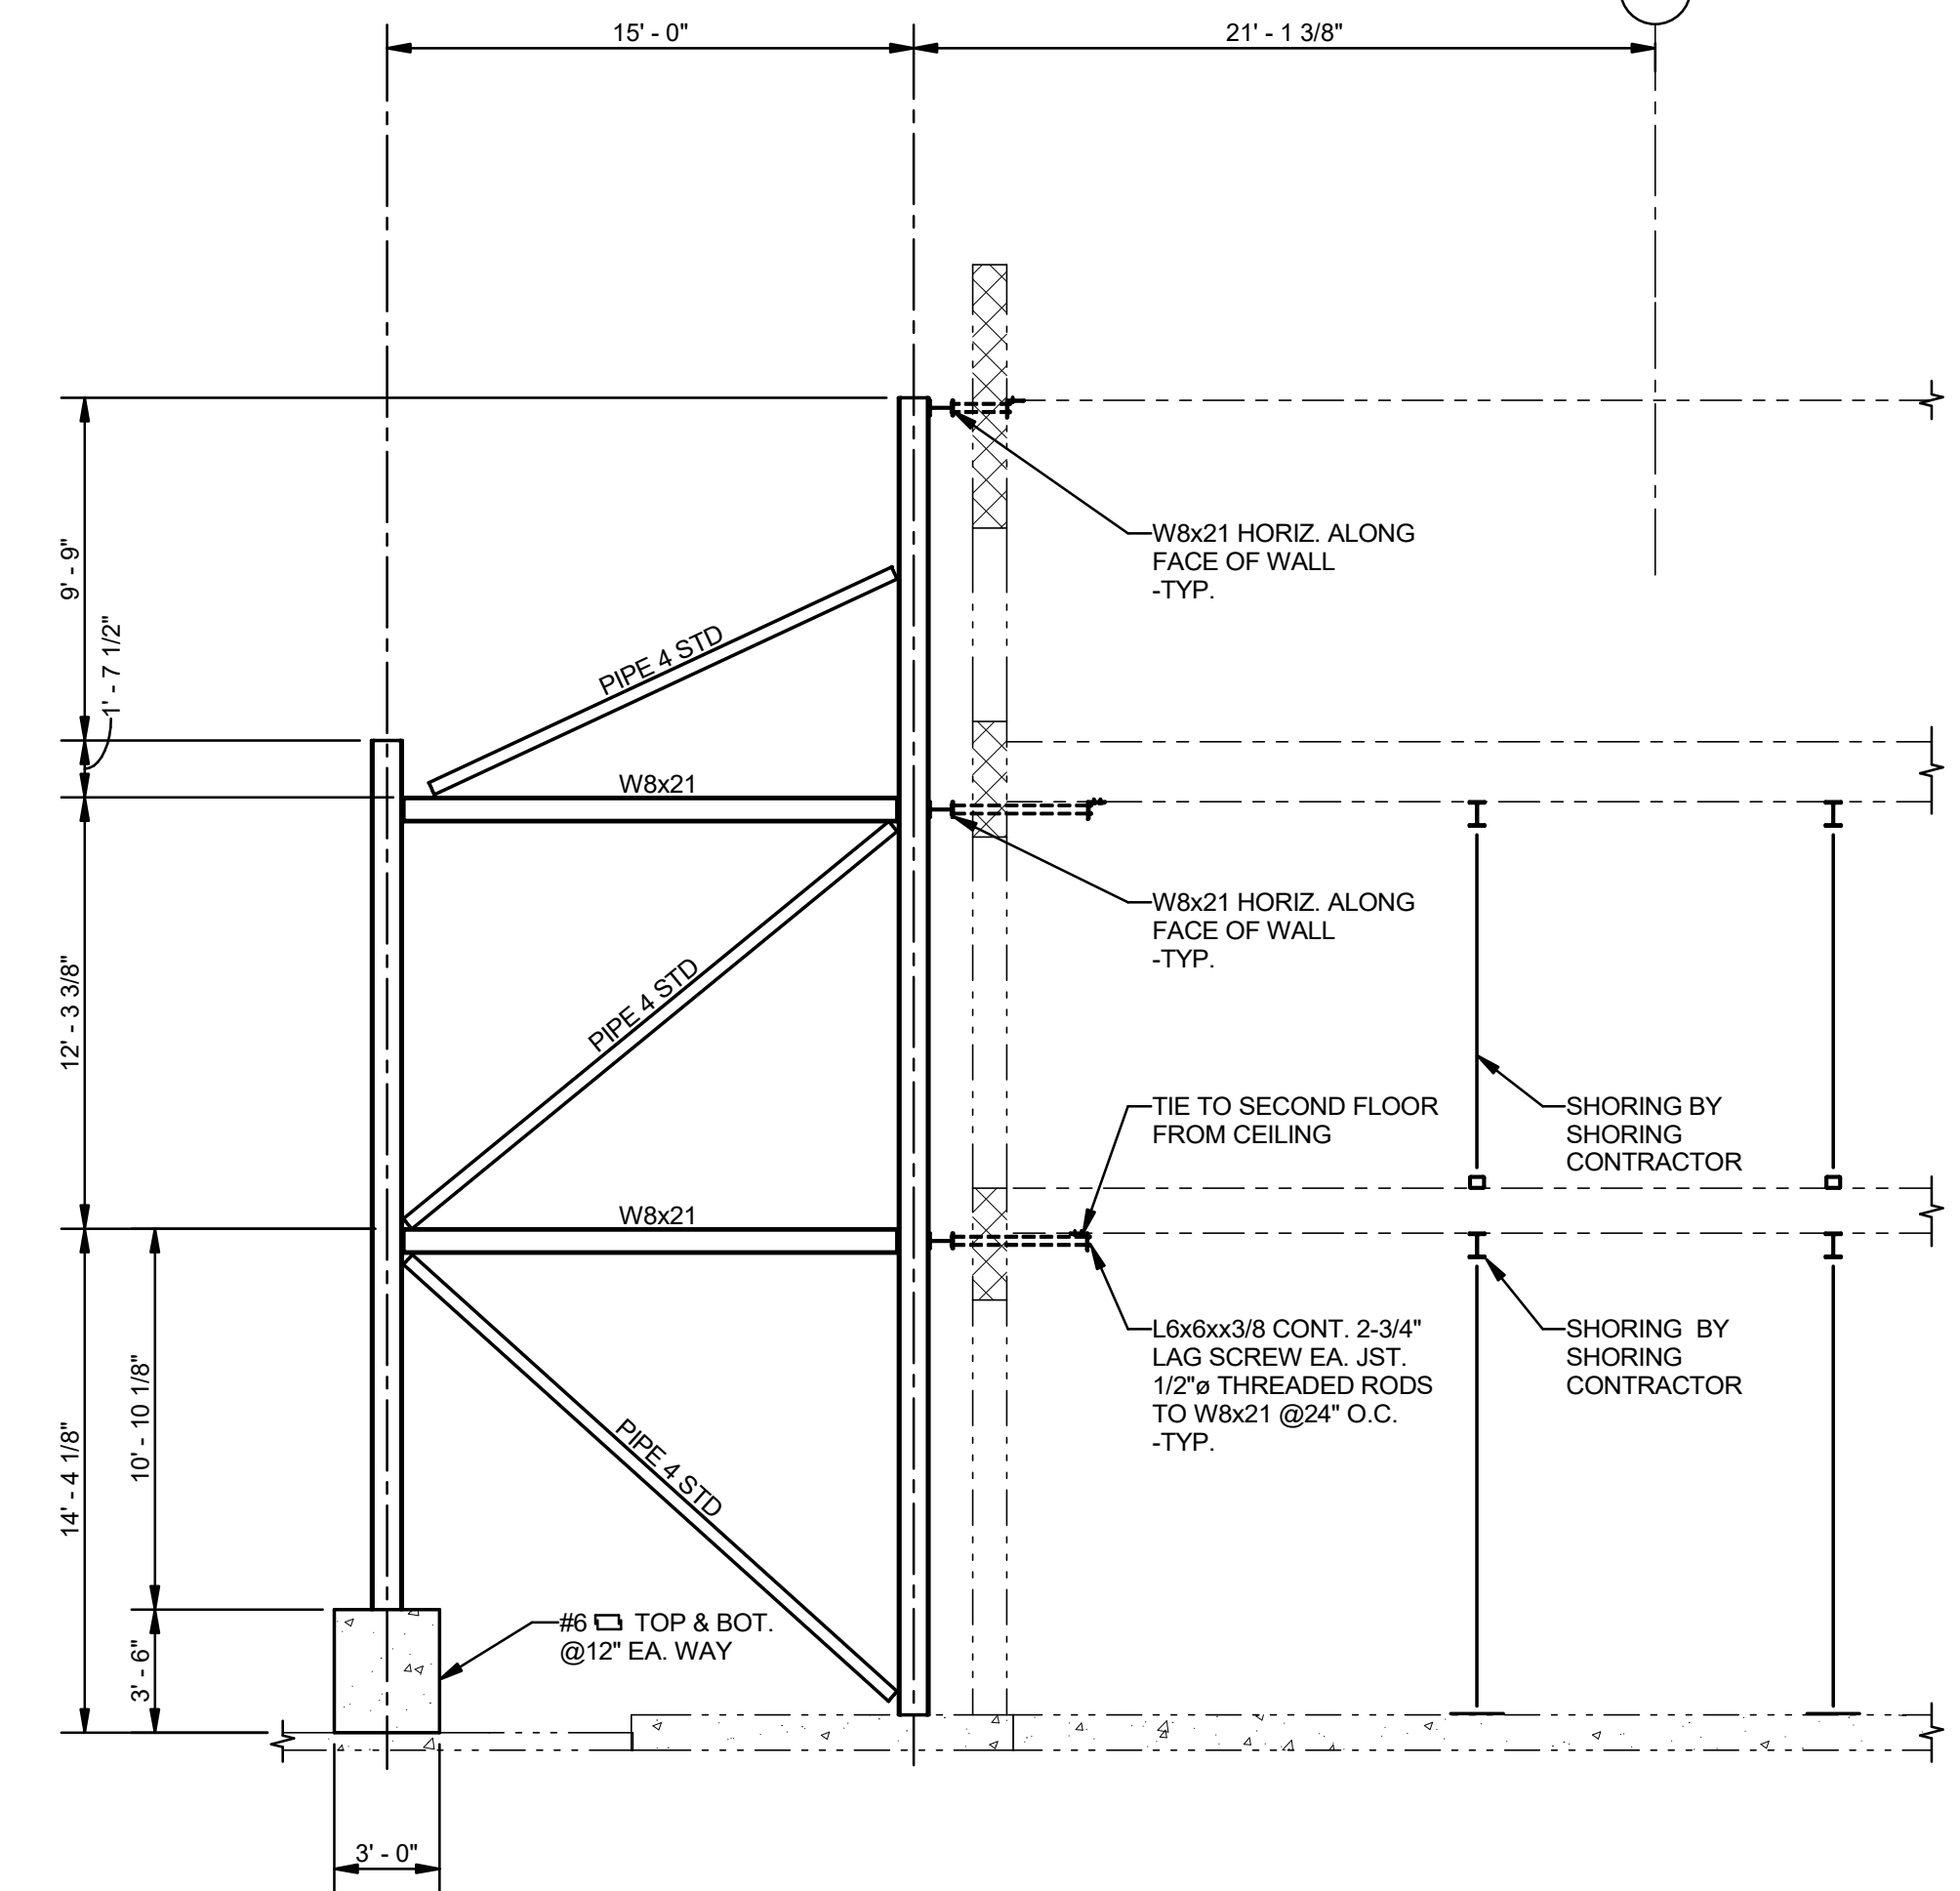 15' - 0"
21' - 1 3/8"
9' - 9"
1' - 7 1/2"
12' - 3 3/8"
14' - 4 1/8"
10' - 10 1/8"
3' - 6"
3' - 0"
PIPE 4 STD
W8x21
PIPE 4 STD
W8x21
PIPE 4 STD
W8x21 HORIZ. ALONG
FACE OF WALL
-TYP.
W8x21 HORIZ. ALONG
FACE OF WALL
-TYP.
TIE TO SECOND FLOOR
FROM CEILING
SHORING BY
SHORING
CONTRACTOR
L6x6xx3/8 CONT. 2-3/4"
LAG SCREW EA. JST.
1/2"ø THREADED RODS
TO W8x21 @24" O.C.
-TYP.
SHORING BY
SHORING
CONTRACTOR
#6 TOP & BOT.
@12" EA. WAY